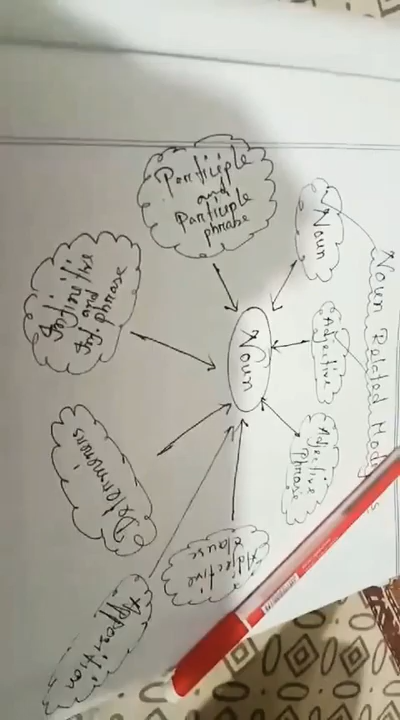 Noun Related Mod
Noun
Adjective
Adjective
Phrase
Adjective
clause
Apposition
Determiners
Infinitive
and
Inf. phrase
Participle
and
Participle
phrase
Noun